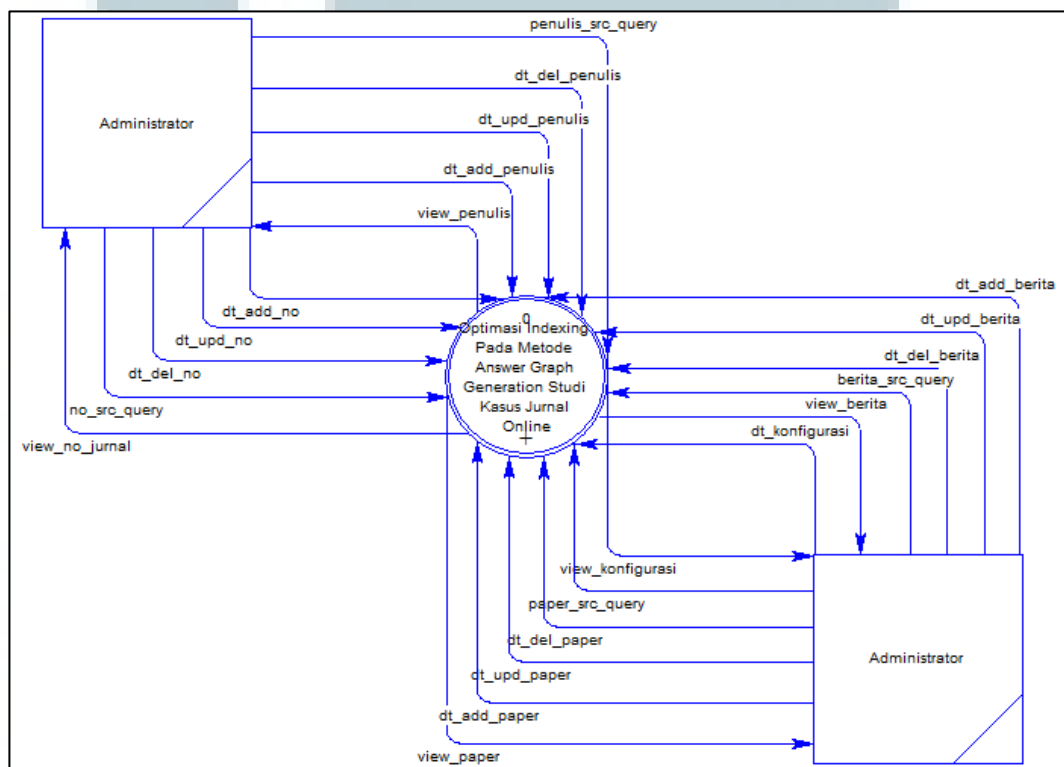 penulis_src_query
dt_del_penulis
Administrator
dt_upd_penulis
dt_add_penulis
view_penulis
dt_add_no
dt_upd_no
dt_del_no
no_src_query
view_no_jurnal
0
Optimasi Indexing
Pada Metode
Answer Graph
Generation Studi
Kasus Jurnal
Online
dt_add_berita
dt_upd_berita
dt_del_berita
berita_src_query
view_berita
dt_konfigurasi
view_konfigurasi
paper_src_query
dt_del_paper
dt_upd_paper
dt_add_paper
view_paper
Administrator